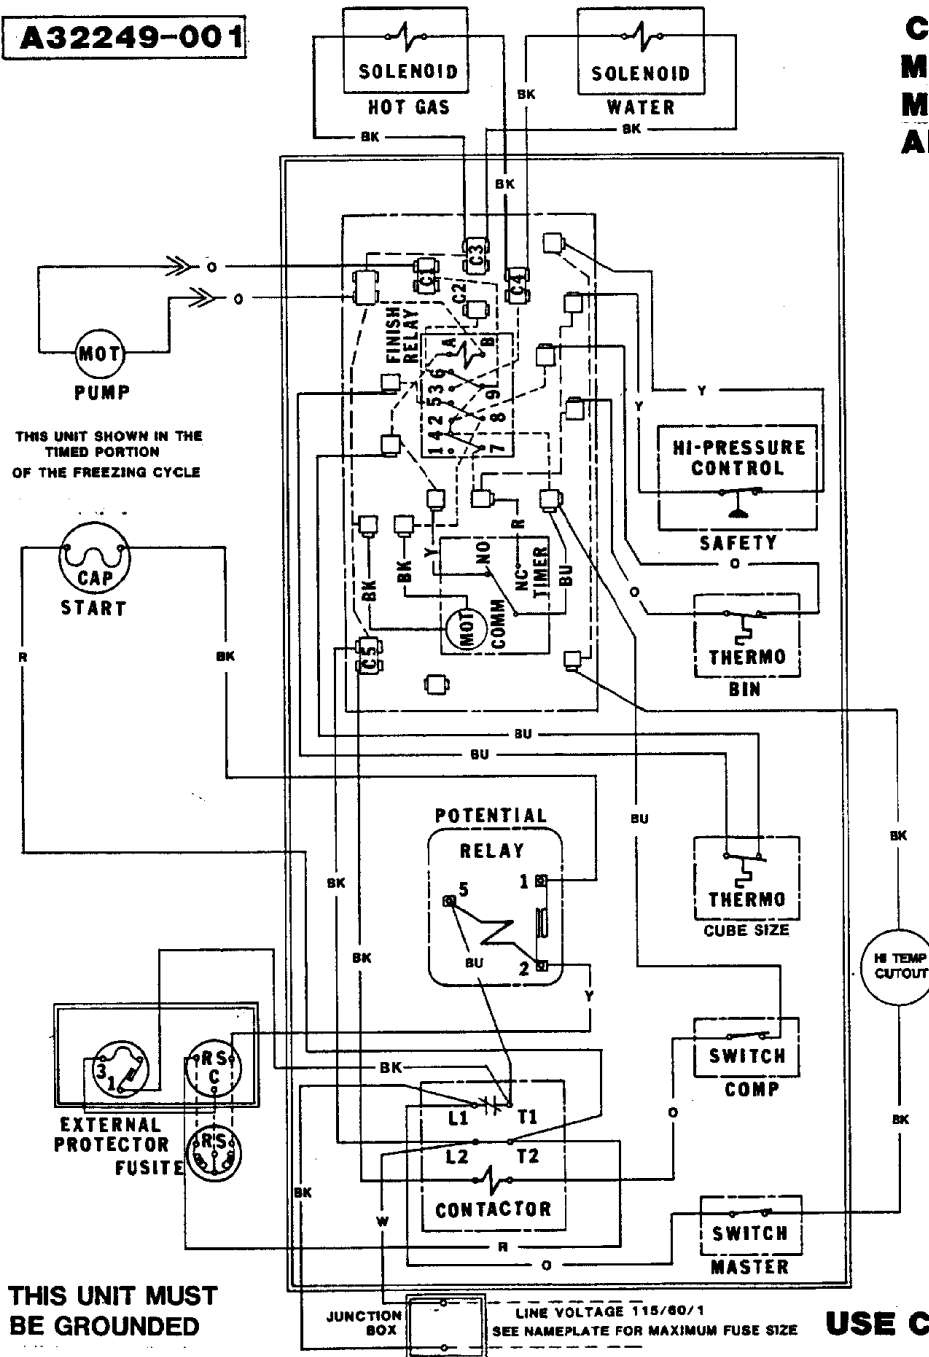 A32249-001
C
M
M
SOLENOID
HOT GAS
SOLENOID
WATER
BK
BK
BK
BK
O
O
C1
C3
C2
C4
MOT
PUMP
FINISH
RELAY
A
B
6
3
5
2
4
1
9
8
7
THIS UNIT SHOWN IN THE
TIMED PORTION
OF THE FREEZING CYCLE
Y
Y
HI-PRESSURE
CONTROL
SAFETY
CAP
START
R
BK
BK
BK
Y
R
NO
NC
TIMER
BU
MOT
COMM
C5
O
O
THERMO
BIN
BU
BU
BU
BK
POTENTIAL
RELAY
1
5
2
BU
Y
BK
BK
THERMO
CUBE SIZE
HI TEMP
CUTOUT
3
1
R S
C
EXTERNAL
PROTECTOR
FUSITE
R S
BK
L1
T1
L2
T2
CONTACTOR
SWITCH
COMP
O
BK
BK
W
R
O
SWITCH
MASTER
THIS UNIT MUST
BE GROUNDED
JUNCTION
BOX
LINE VOLTAGE 115/60/1
SEE NAMEPLATE FOR MAXIMUM FUSE SIZE
USE C